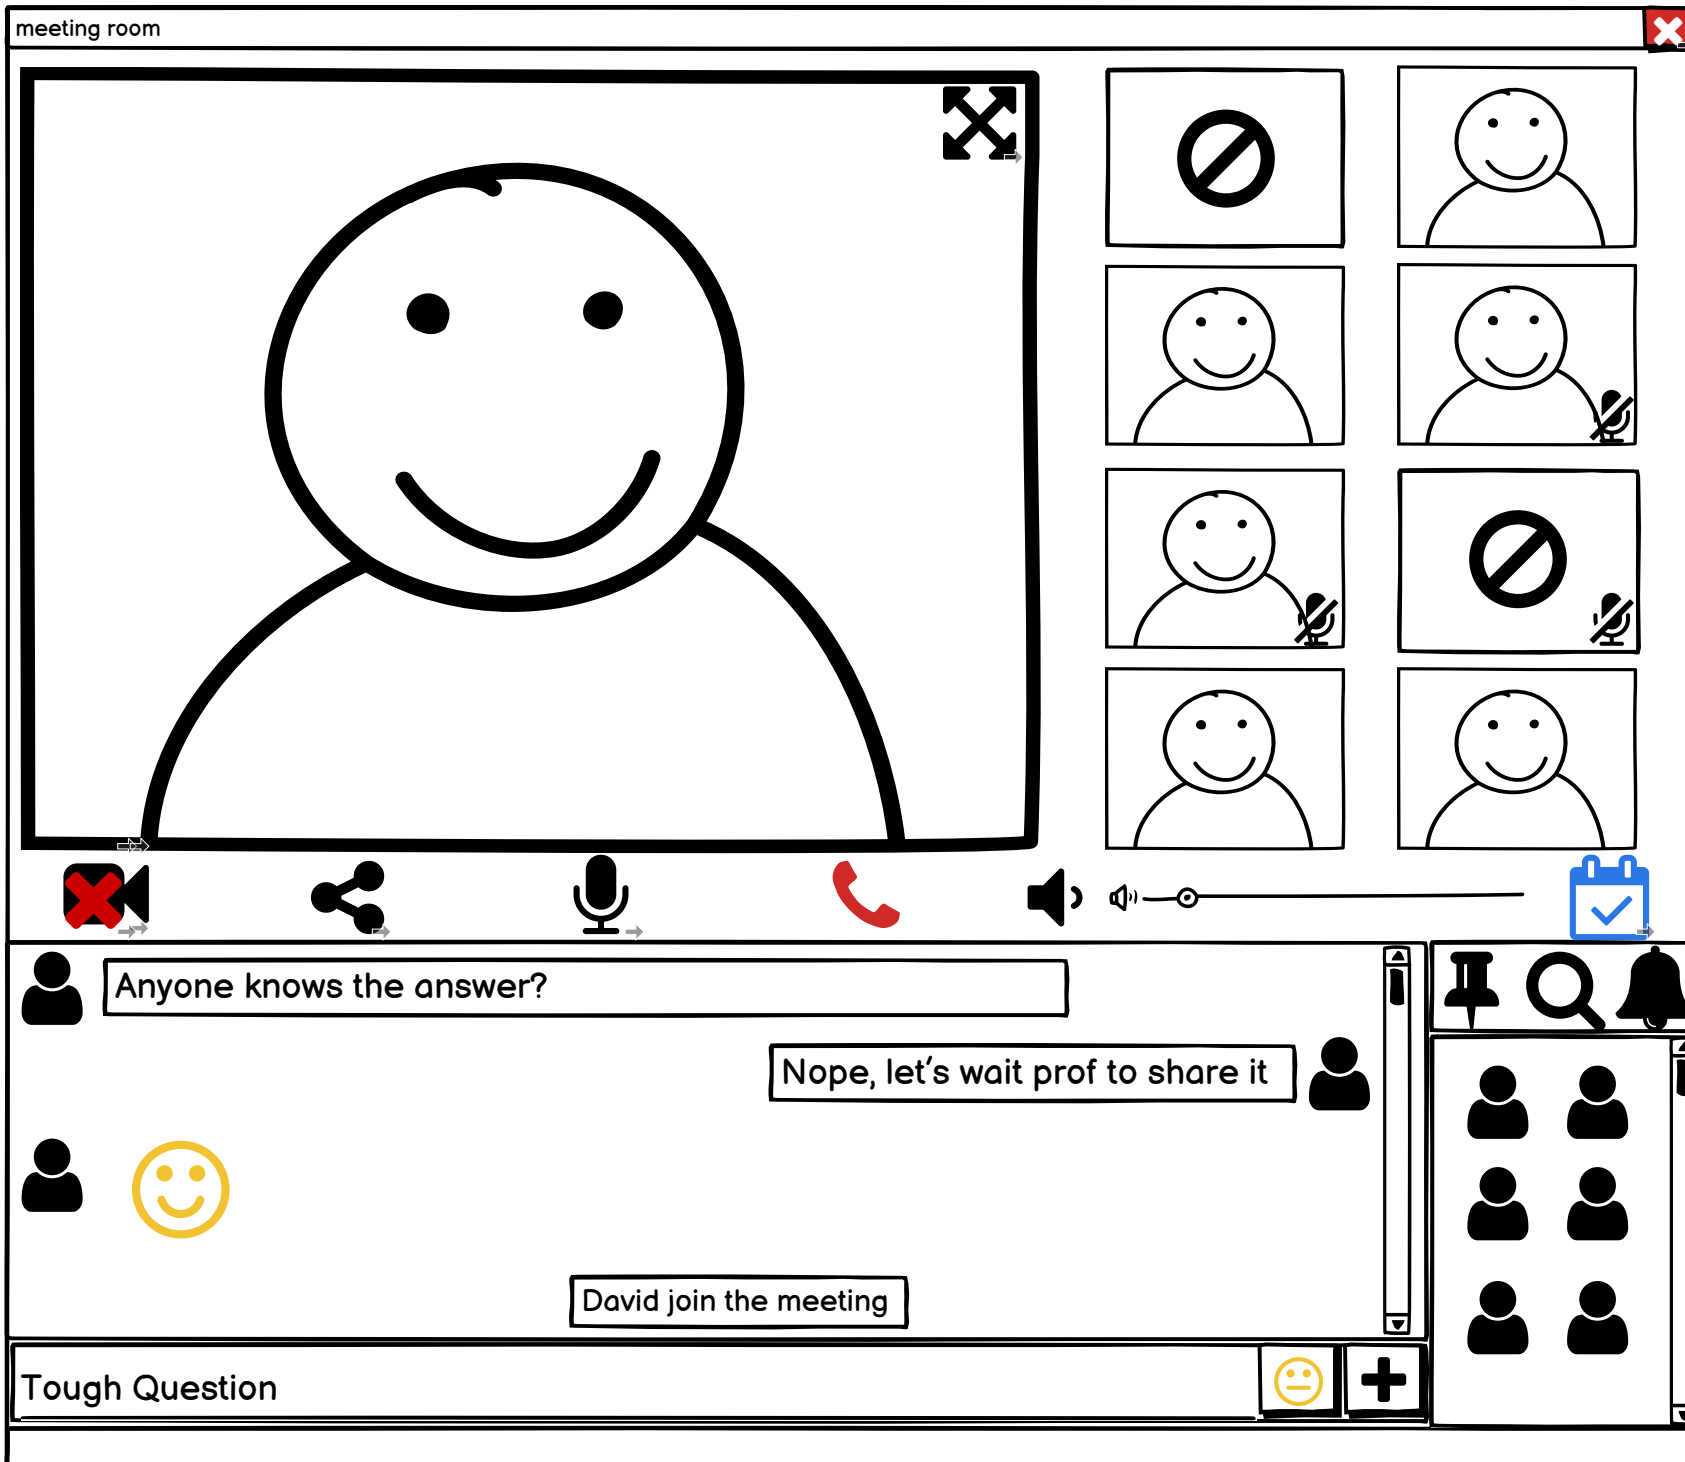 meeting room
Anyone knows the answer?
Nope, let's wait prof to share it
David join the meeting
Tough Question